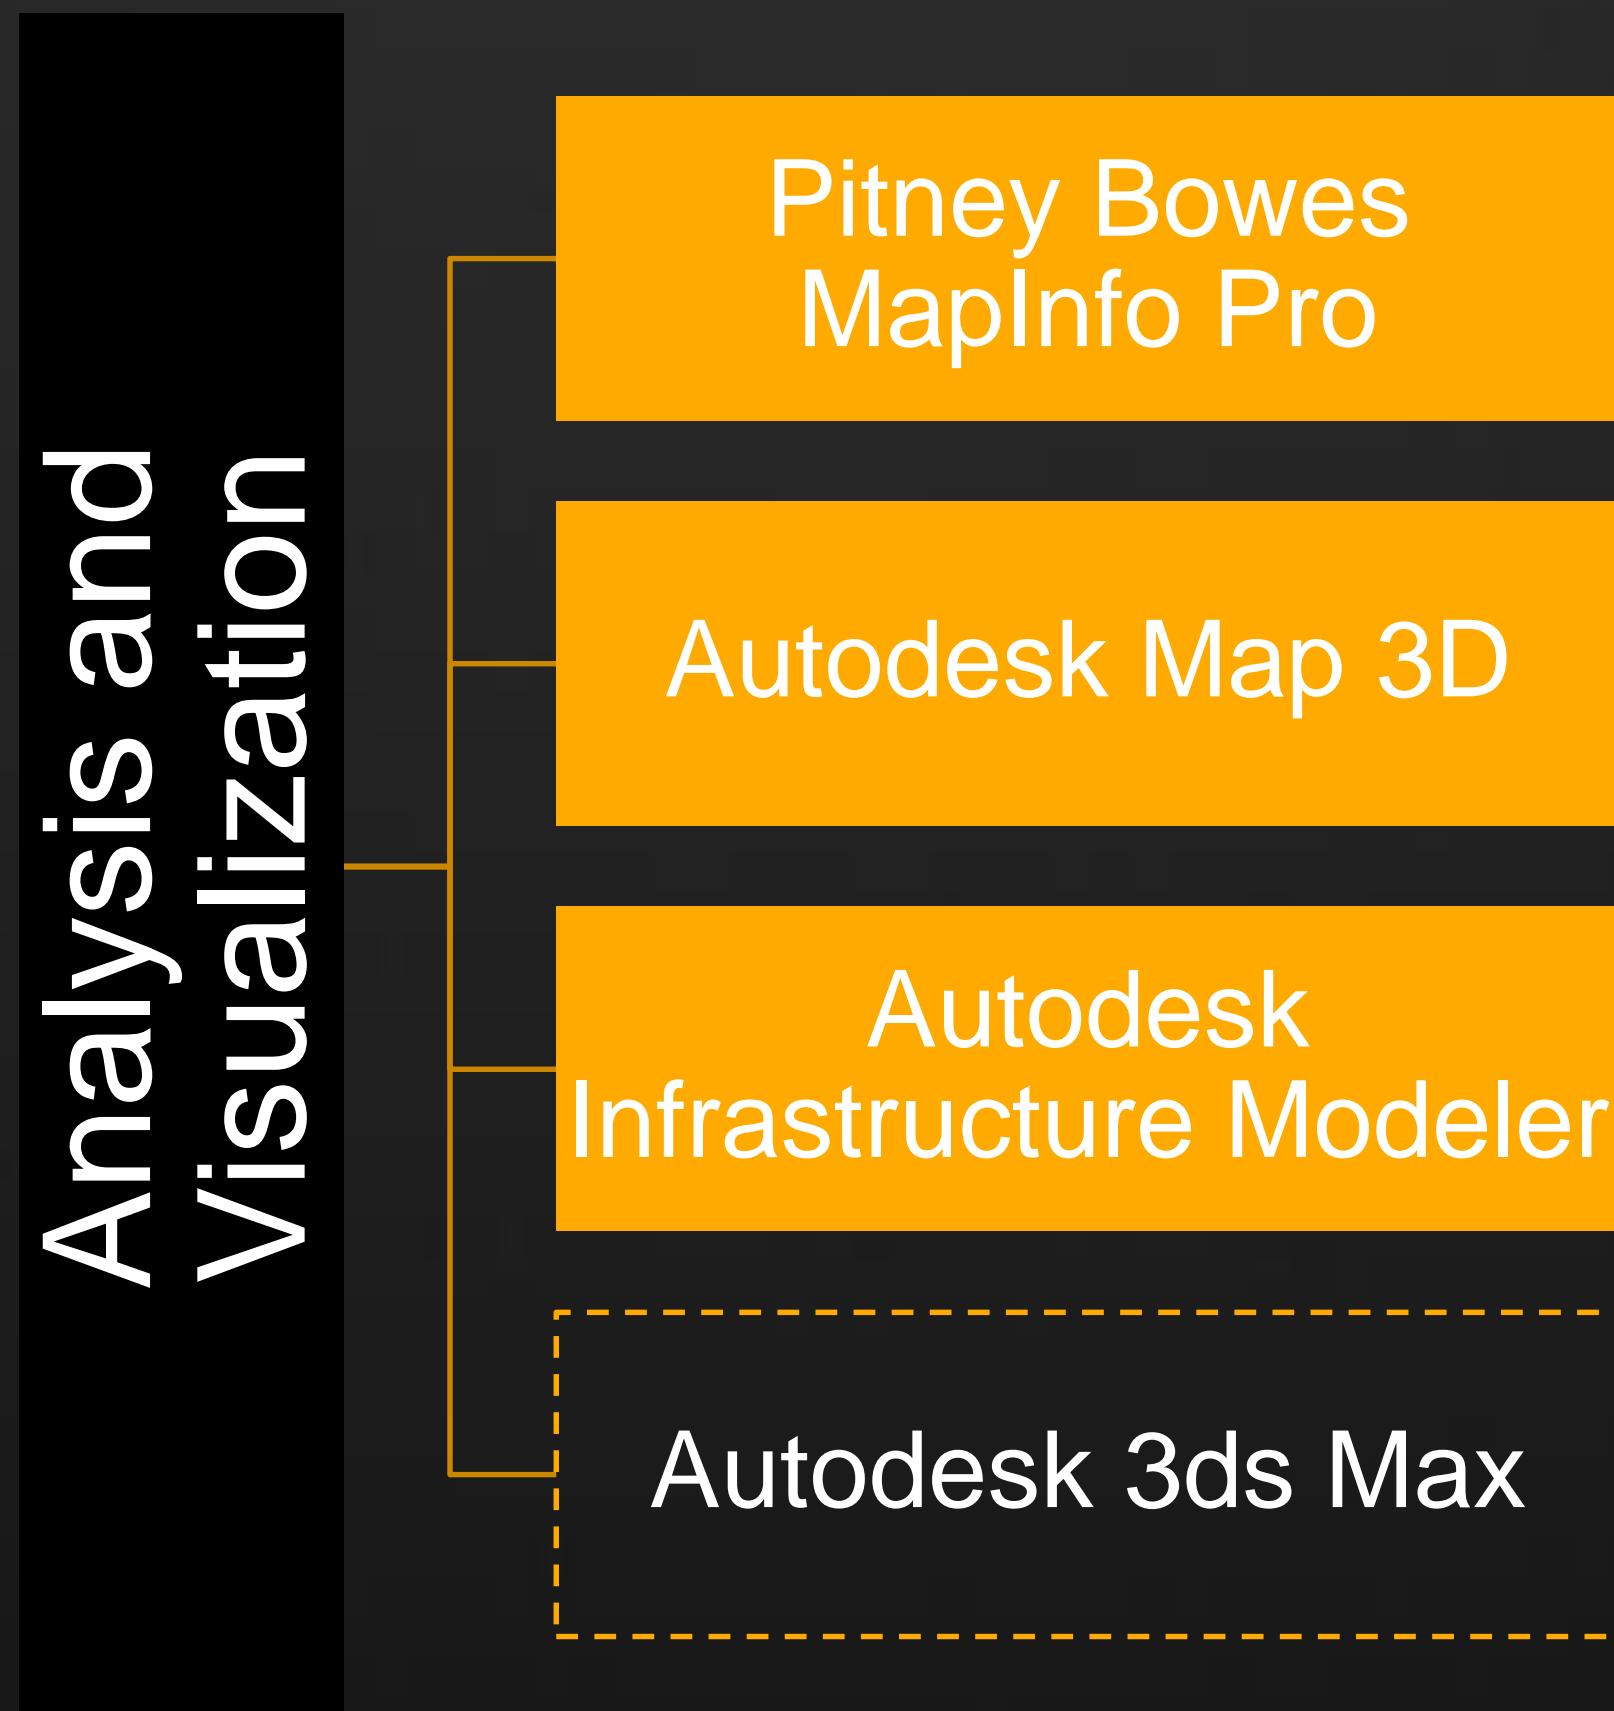 Analysis and
Visualization
Pitney Bowes
MapInfo Pro
Autodesk Map 3D
Autodesk
Infrastructure Modeler
Autodesk 3ds Max